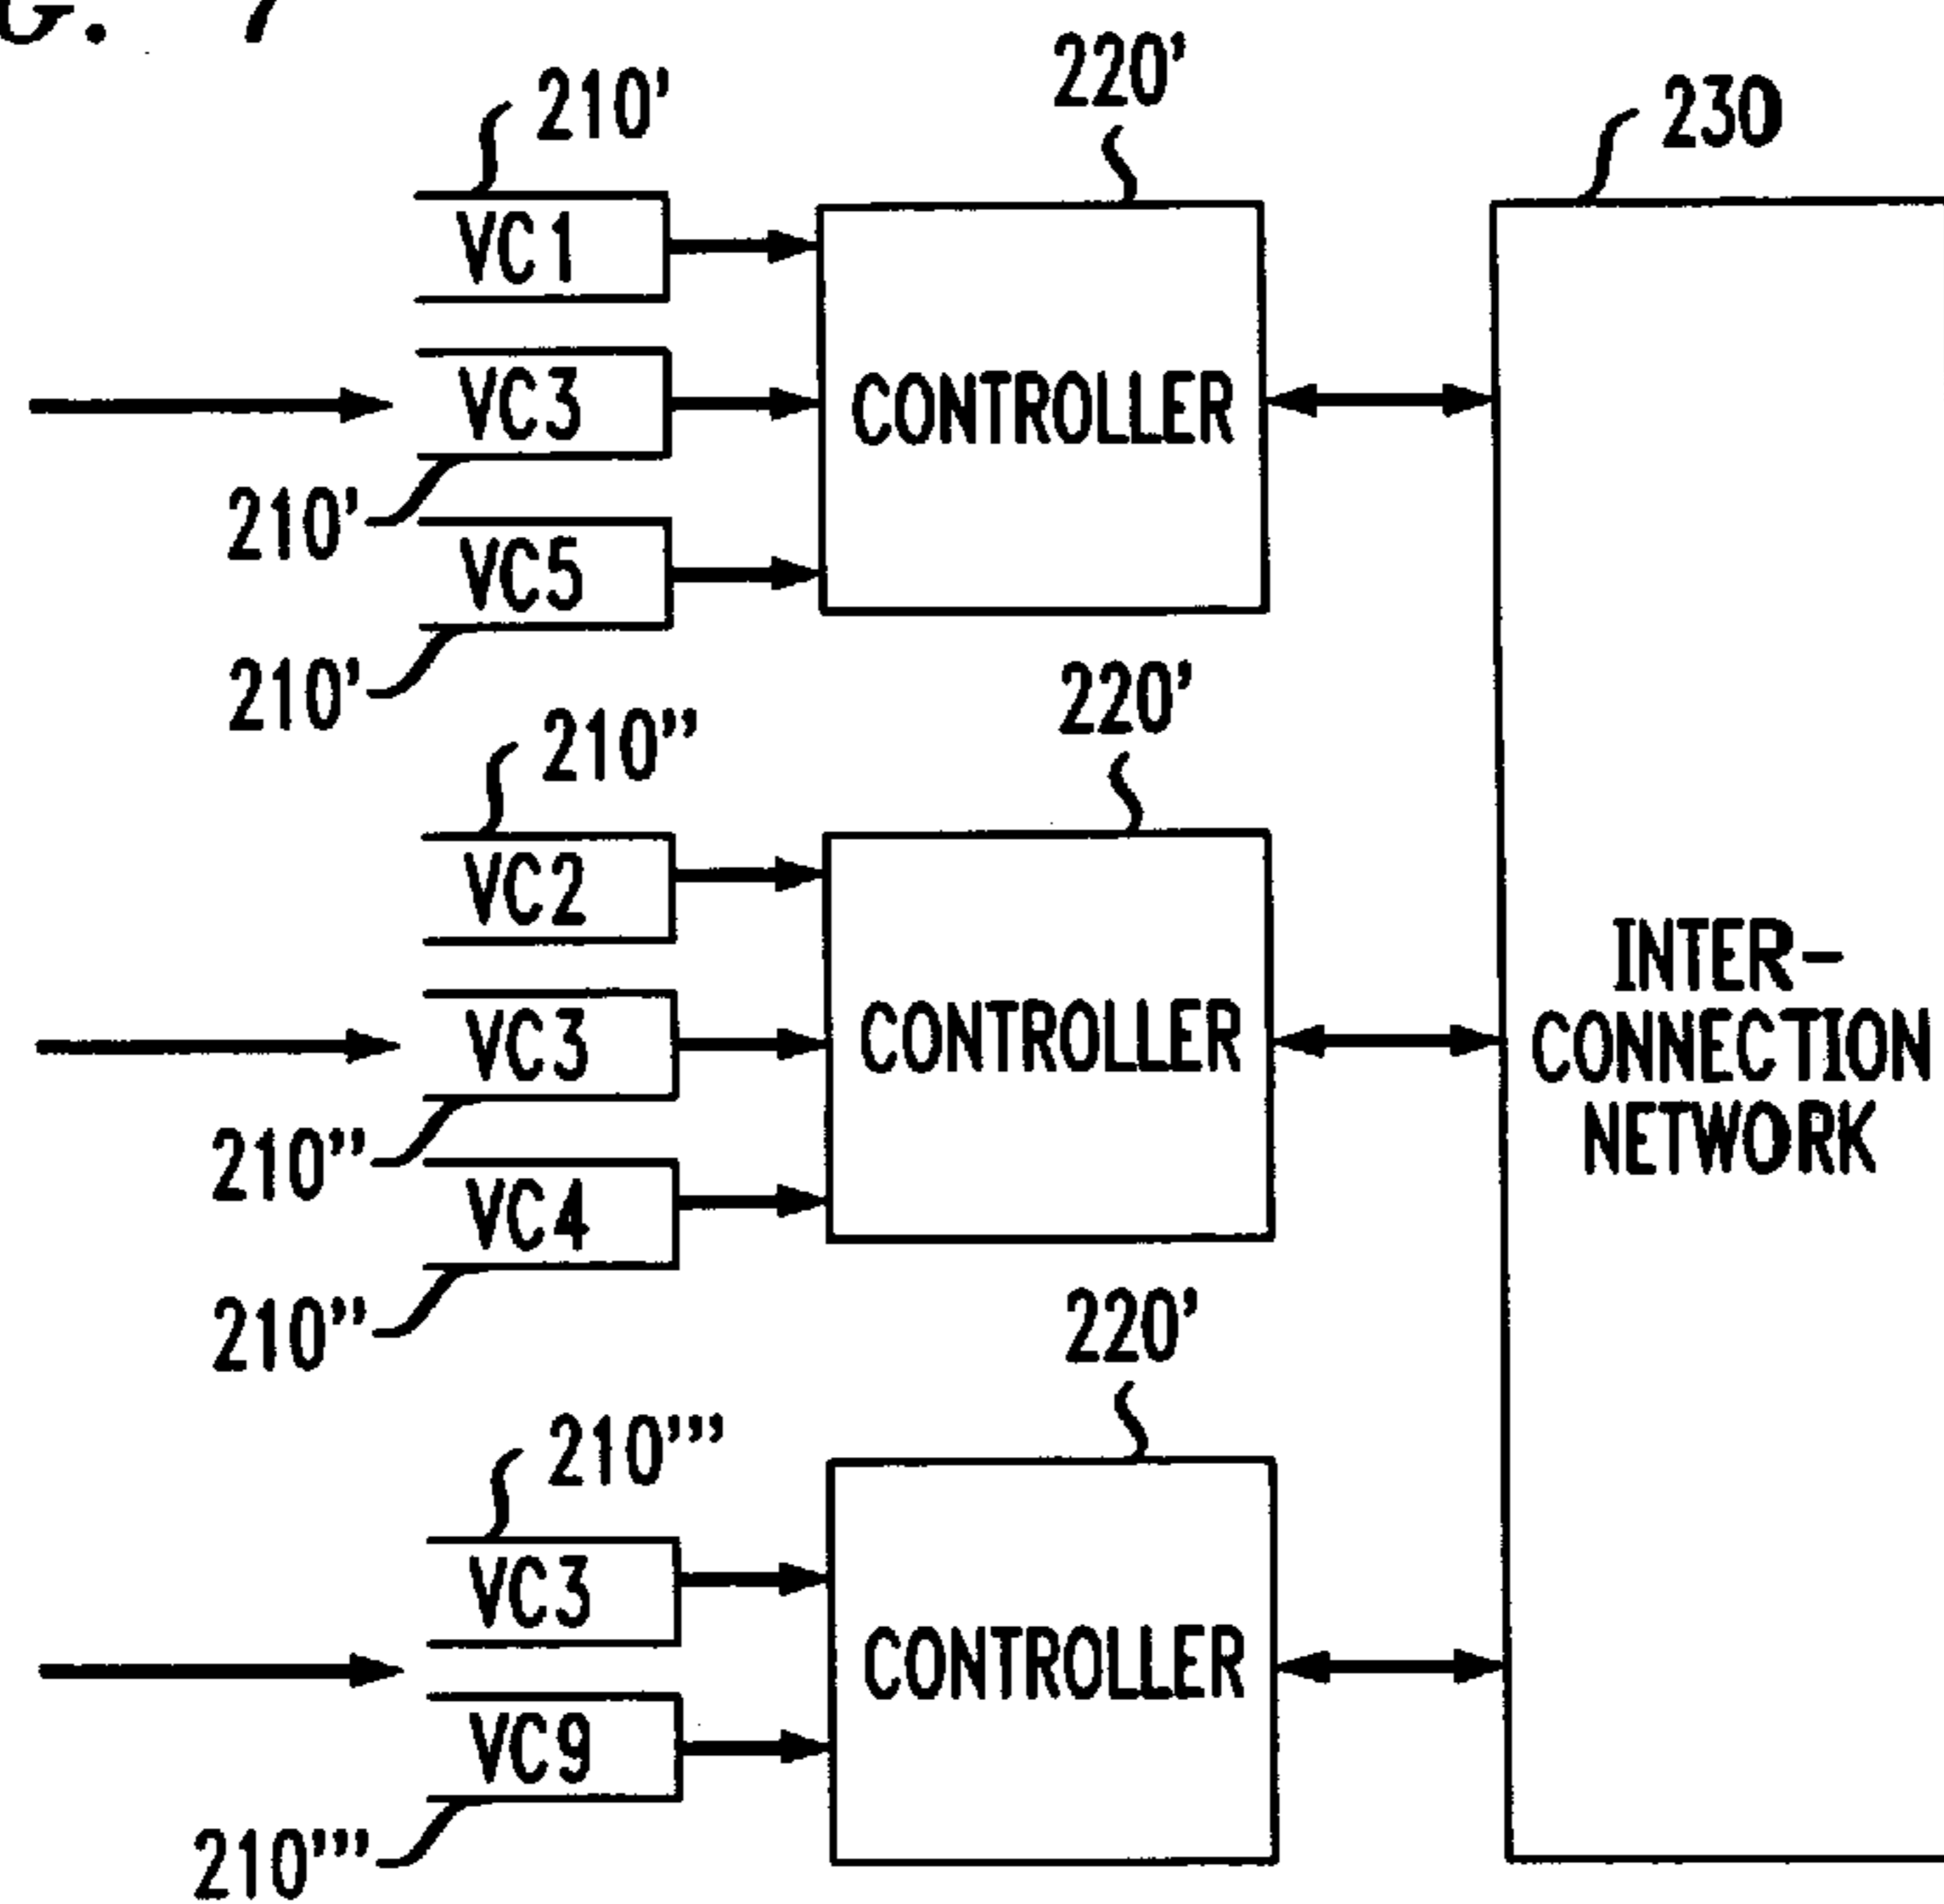 G. 7
210'
220'
230
VC1
VC3
CONTROLLER
210'
VC5
210'
220'
210"
VC2
VC3
CONTROLLER
INTER-
CONNECTION
NETWORK
210"
VC4
210"
220'
210'"
VC3
CONTROLLER
VC9
210'"